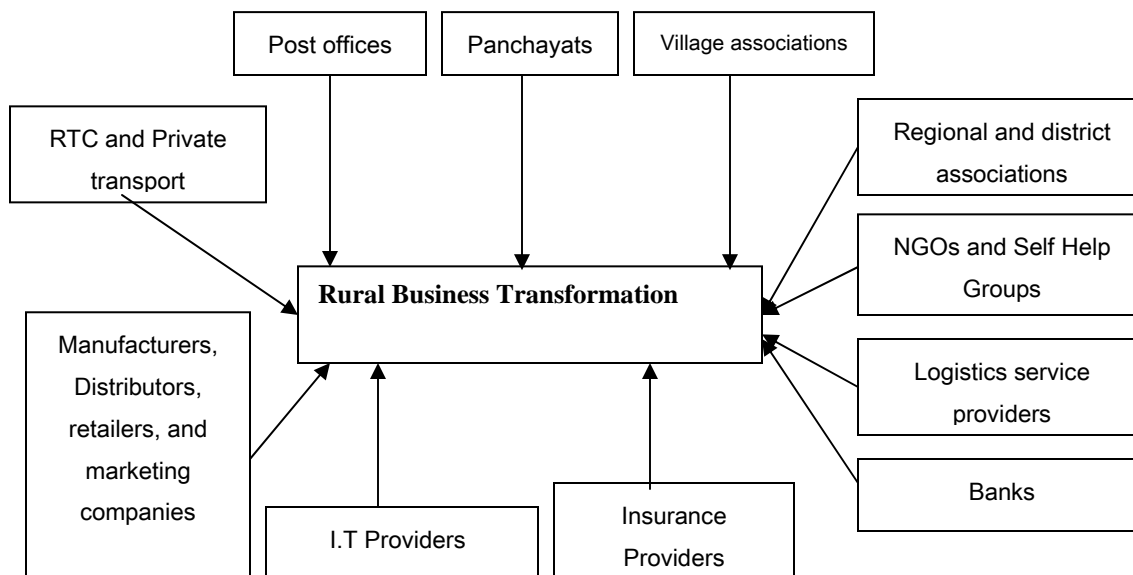 Post offices
Panchayats
Village associations
RTC and Private
transport
Regional and district
associations
NGOs and Self Help
Groups
Rural Business Transformation
Manufacturers,
Distributors,
retailers, and
marketing
companies
Logistics service
providers
Banks
I.T Providers
Insurance
Providers